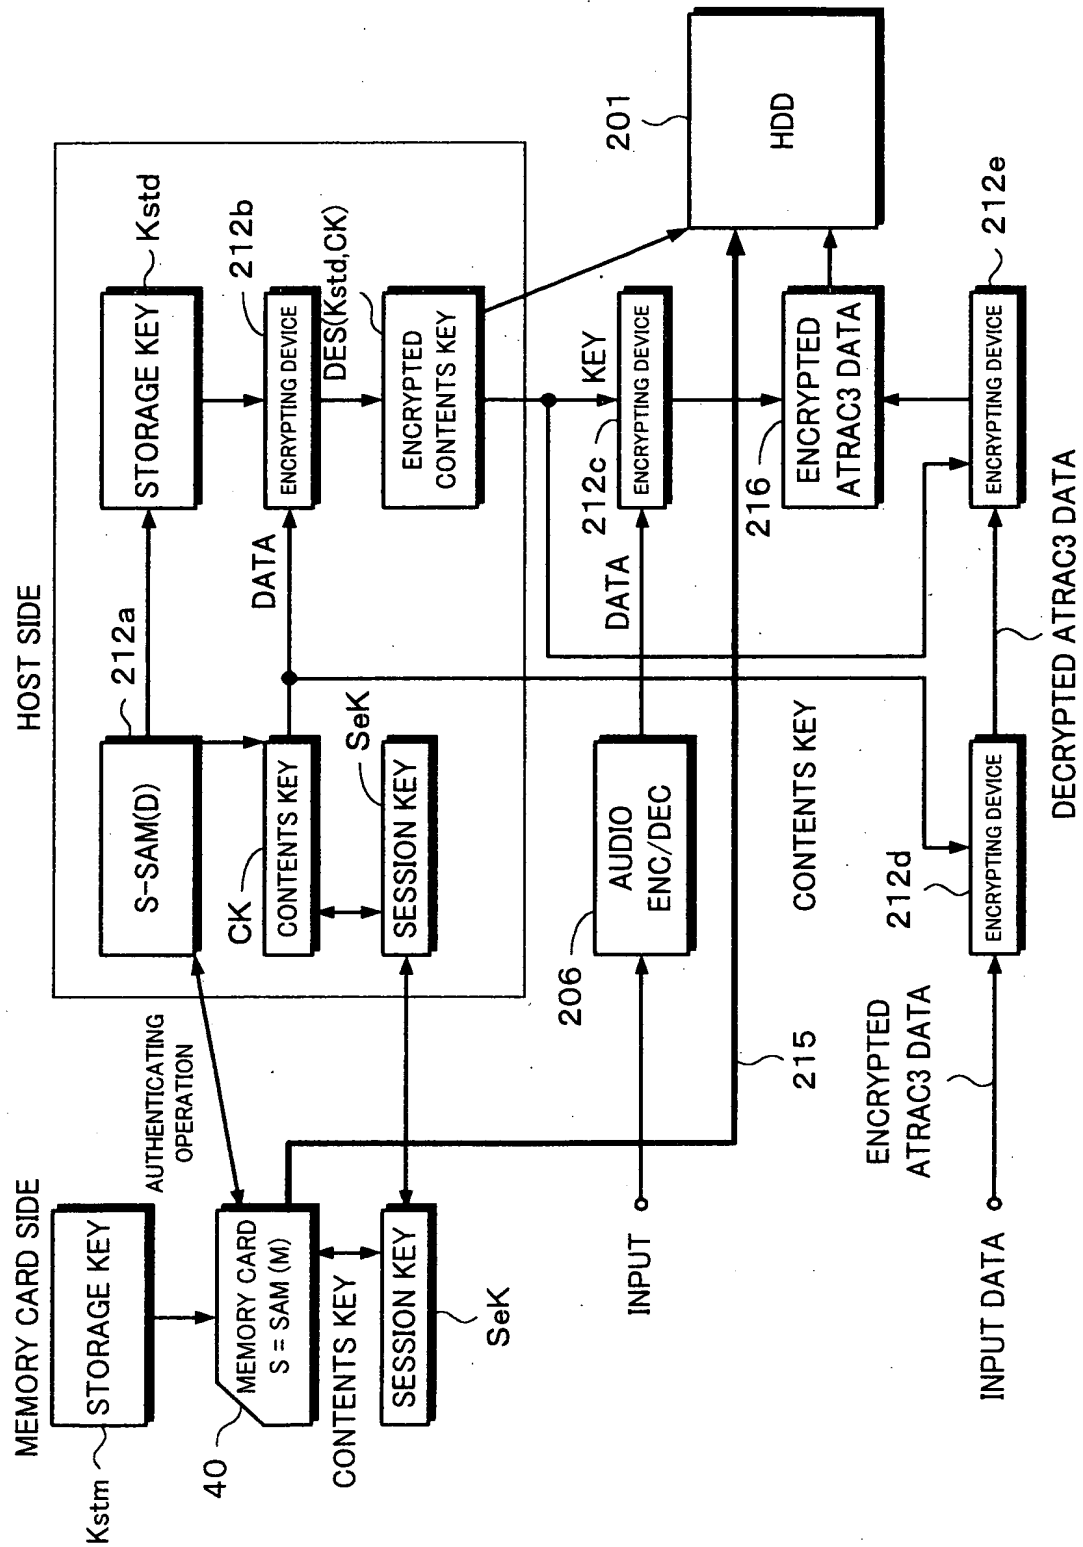 MEMORY CARD SIDE
HOST SIDE
Kstm
STORAGE KEY
AUTHENTICATING
OPERATION
S-SAM(D)
212a
STORAGE KEY
Kstd
40
MEMORY CARD
S = SAM (M)
CK
CONTENTS KEY
DATA
ENCRYPTING DEVICE
212b
CONTENTS KEY
SeK
DES(Kstd,CK)
SESSION KEY
SeK
SESSION KEY
ENCRYPTED
CONTENTS KEY
INPUT
206
AUDIO
ENC/DEC
DATA
212c
KEY
ENCRYPTING DEVICE
201
HDD
215
CONTENTS KEY
216
ENCRYPTED
ATRAC3 DATA
ENCRYPTED
ATRAC3 DATA
INPUT DATA
212d
ENCRYPTING DEVICE
ENCRYPTING DEVICE
212e
DECRYPTED ATRAC3 DATA